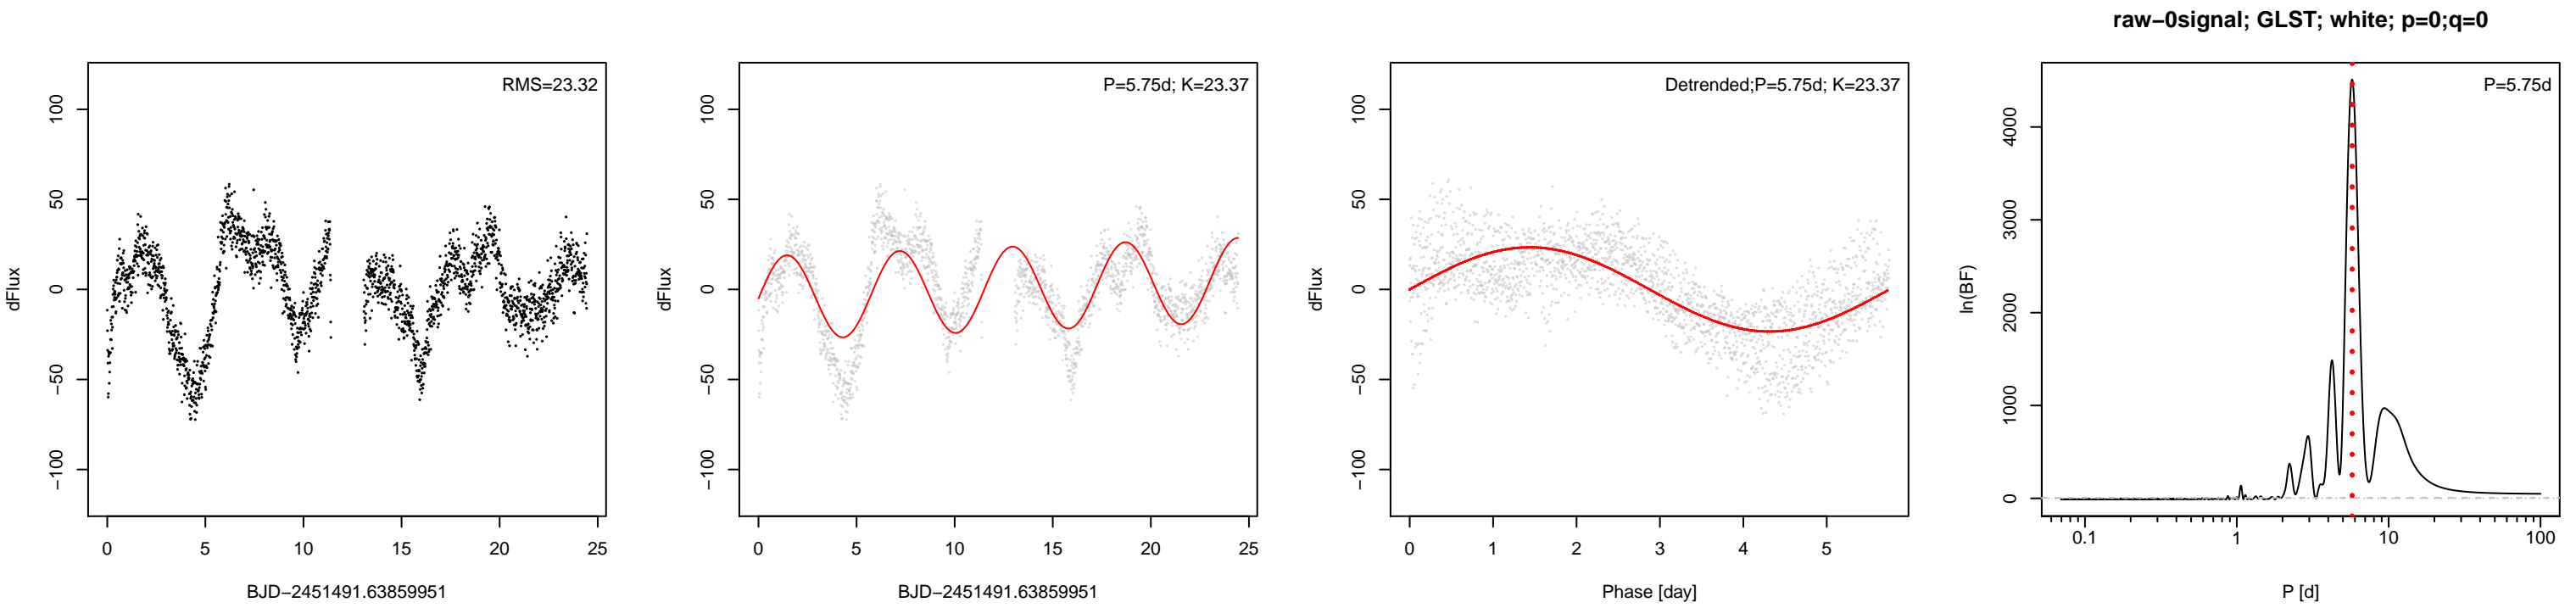 raw−0signal; GLST; white; p=0;q=0
RMS=23.32
dFlux
100
50
0
−50
−100
0 5 10 15 20 25
BJD−2451491.63859951
P=5.75d; K=23.37
dFlux
100
50
0
−50
−100
0 5 10 15 20 25
BJD−2451491.63859951
Detrended;P=5.75d; K=23.37
dFlux
100
50
0
−50
−100
0 1 2 3 4 5
Phase [day]
P=5.75d
ln(BF)
4000
3000
2000
1000
0
0.1 1 10 100
P [d]